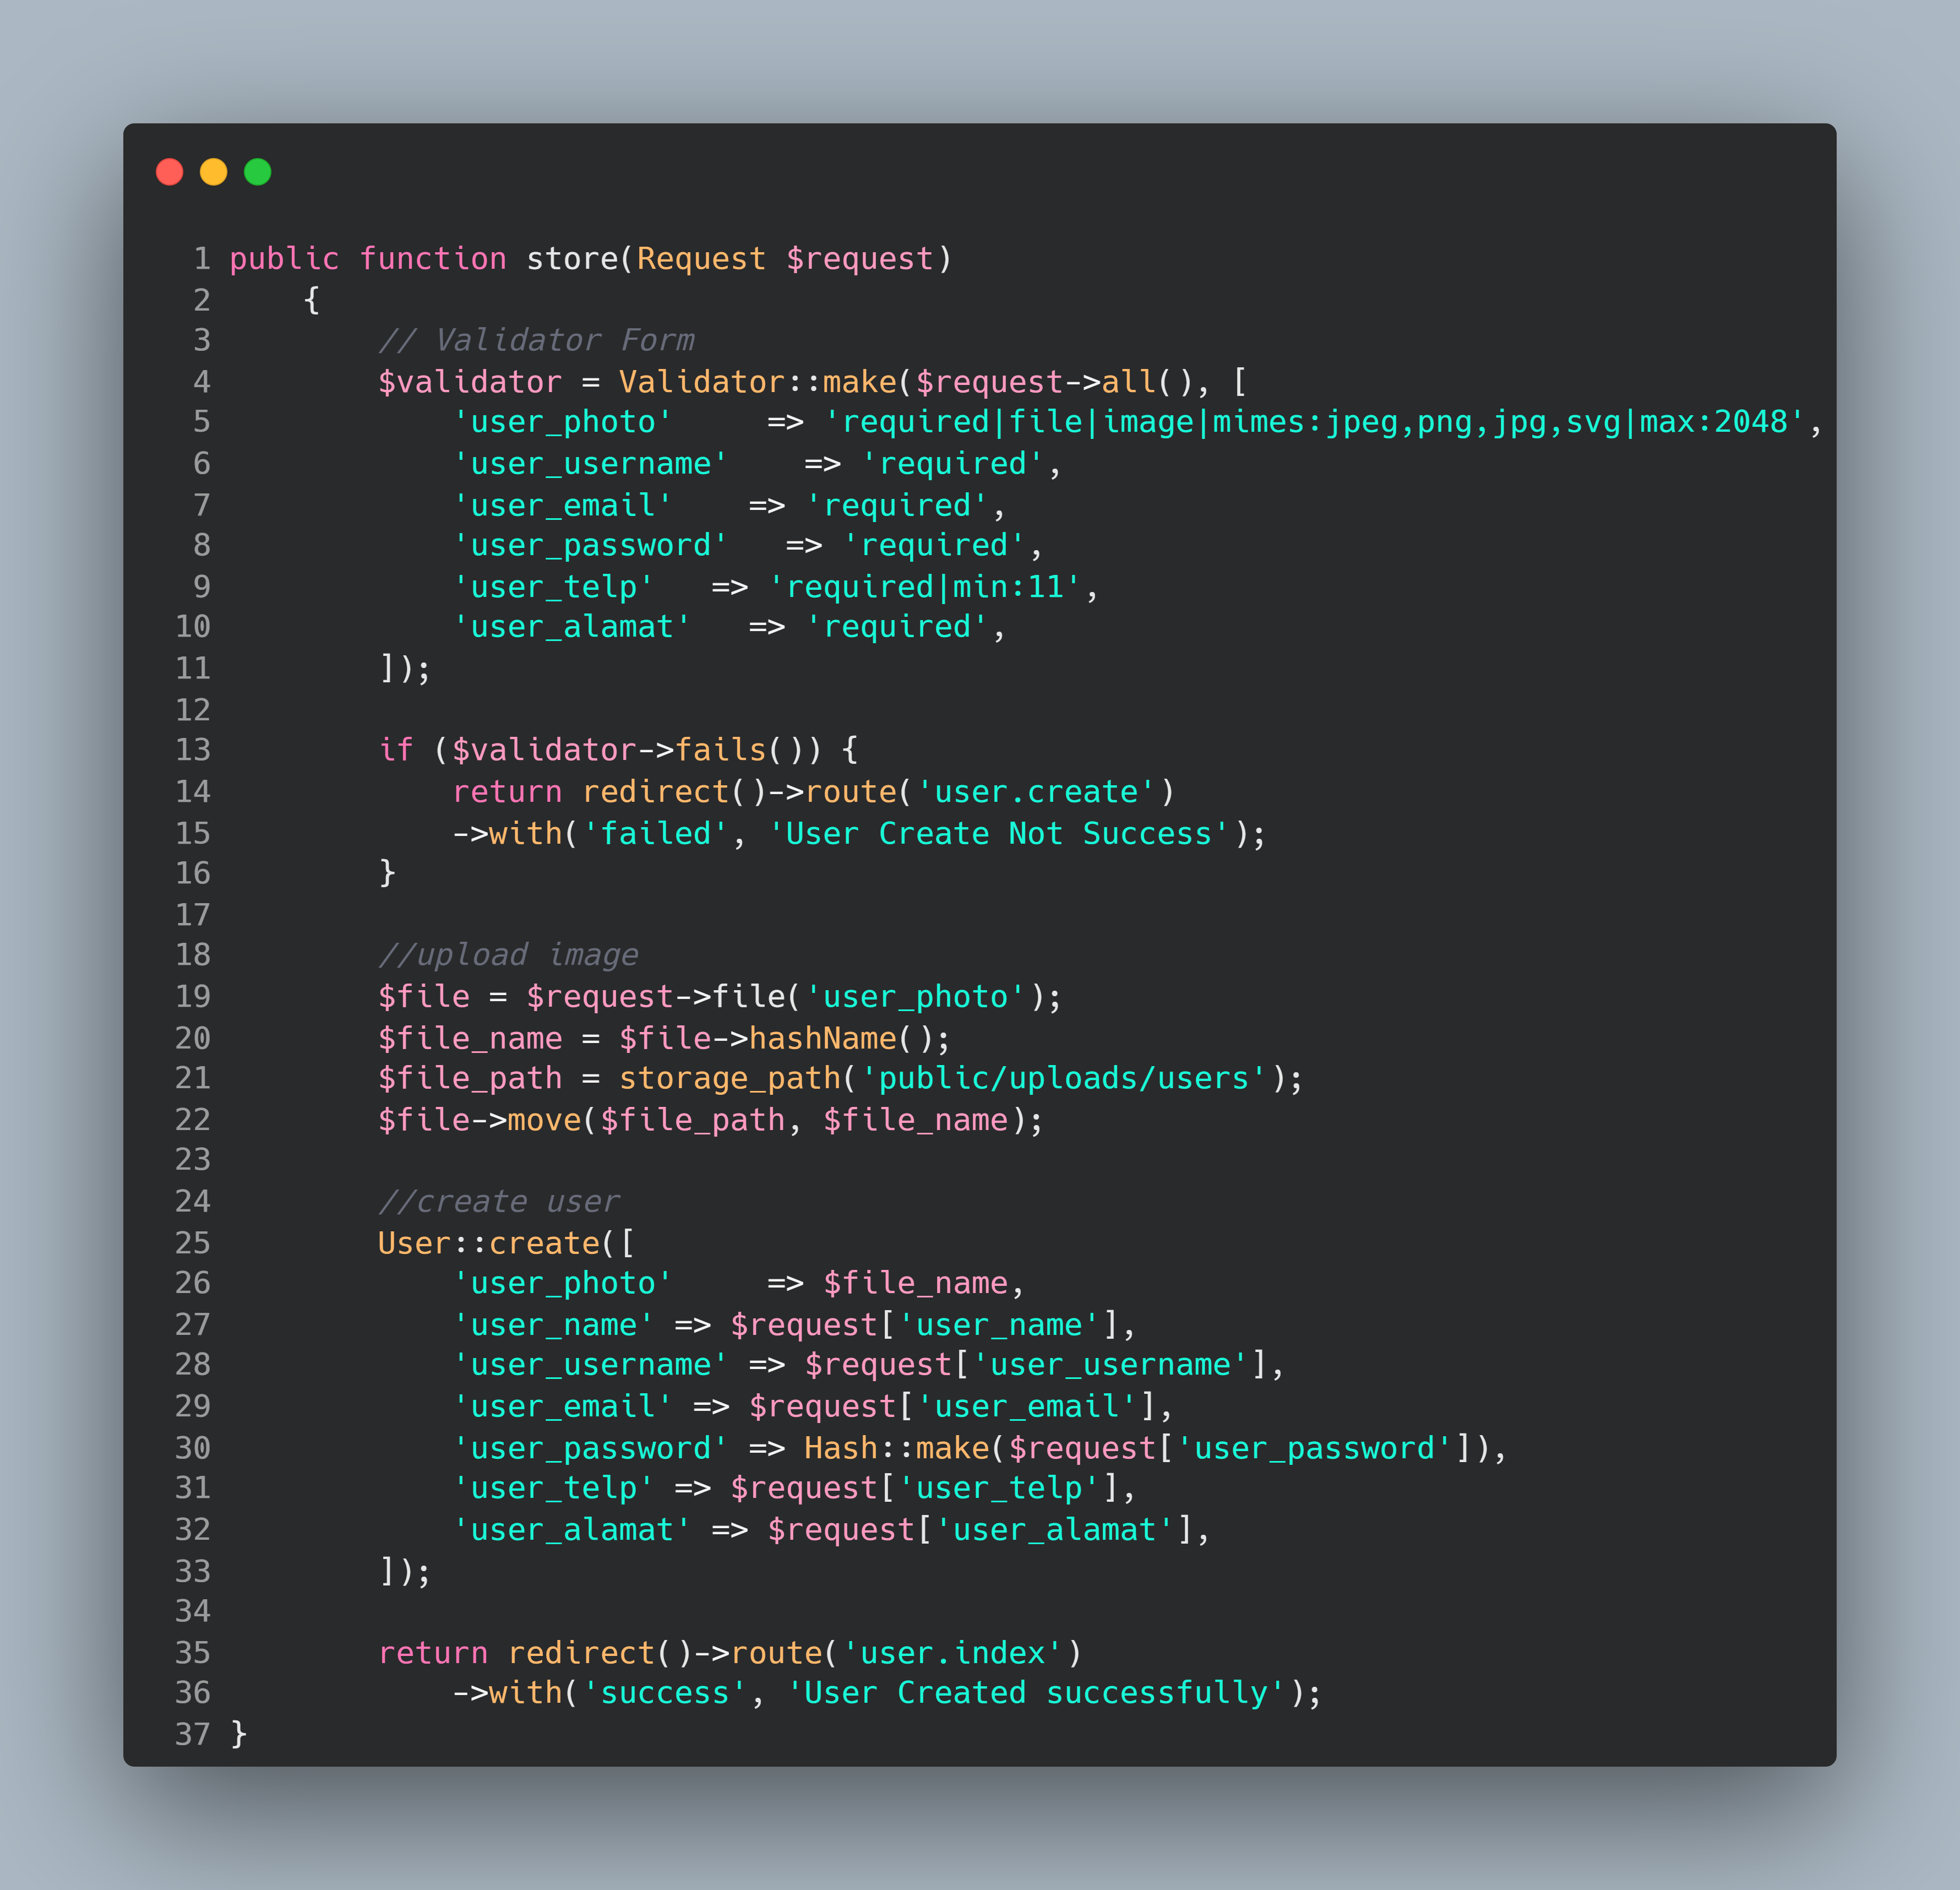 1 public function store(Request $request)
2     {
3         // Validator Form
4         $validator = Validator::make($request->all(), [
5             'user_photo'     => 'required|file|image|mimes:jpeg,png,jpg,svg|max:2048',
6             'user_username'    => 'required',
7             'user_email'    => 'required',
8             'user_password'   => 'required',
9             'user_telp'   => 'required|min:11',
10             'user_alamat'   => 'required',
11         ]);
12
13         if ($validator->fails()) {
14             return redirect()->route('user.create')
15             ->with('failed', 'User Create Not Success');
16         }
17
18         //upload image
19         $file = $request->file('user_photo');
20         $file_name = $file->hashName();
21         $file_path = storage_path('public/uploads/users');
22         $file->move($file_path, $file_name);
23
24         //create user
25         User::create([
26             'user_photo'     => $file_name,
27             'user_name' => $request['user_name'],
28             'user_username' => $request['user_username'],
29             'user_email' => $request['user_email'],
30             'user_password' => Hash::make($request['user_password']),
31             'user_telp' => $request['user_telp'],
32             'user_alamat' => $request['user_alamat'],
33         ]);
34
35         return redirect()->route('user.index')
36             ->with('success', 'User Created successfully');
37 }